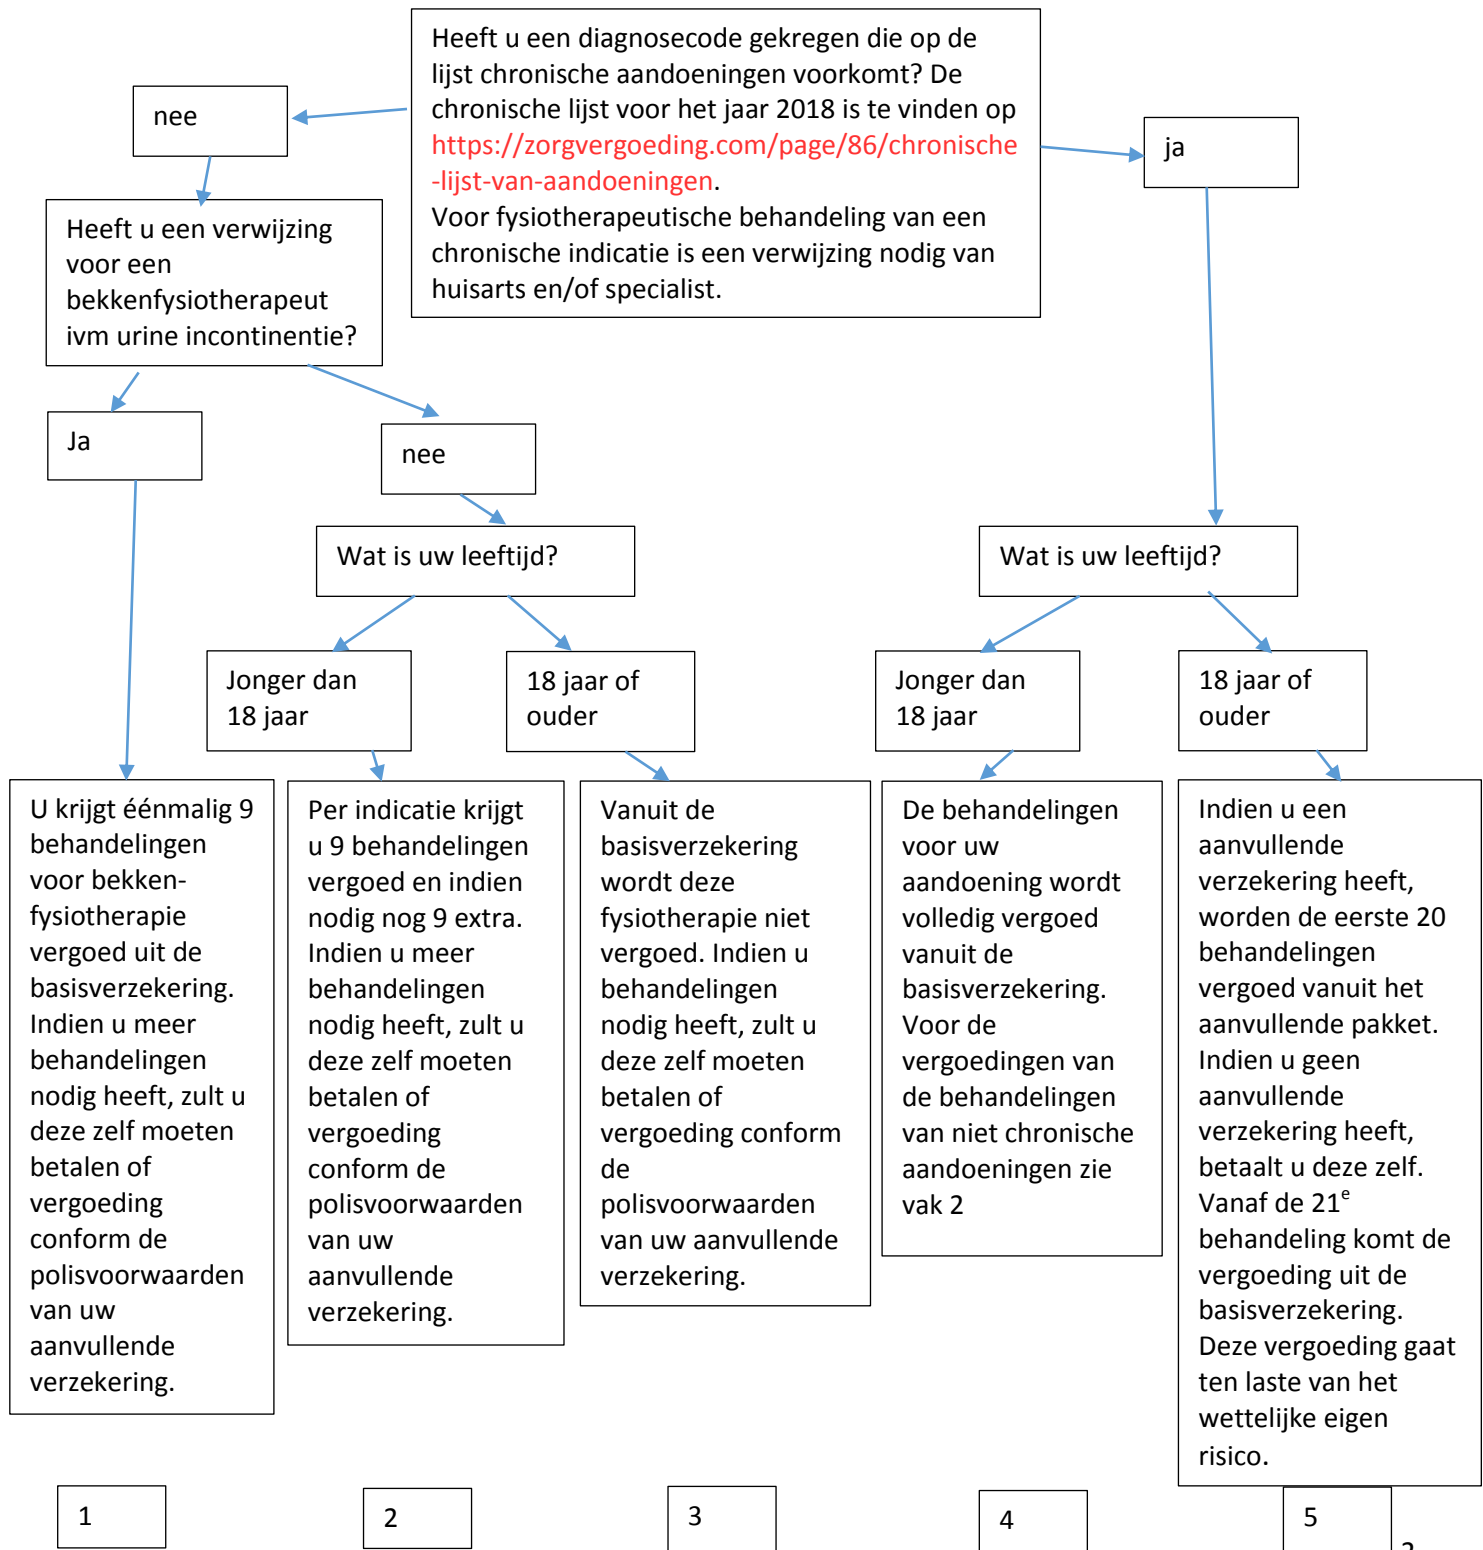 Heeft u een diagnosecode gekregen die op de
lijst chronische aandoeningen voorkomt? De
chronische lijst voor het jaar 2018 is te vinden op
https://zorgvergoeding.com/page/86/chronische
-lijst-van-aandoeningen.
Voor fysiotherapeutische behandeling van een
chronische indicatie is een verwijzing nodig van
huisarts en/of specialist.
nee
ja
Heeft u een verwijzing
voor een
bekkenfysiotherapeut
ivm urine incontinentie?
Ja
nee
Wat is uw leeftijd?
Wat is uw leeftijd?
Jonger dan
18 jaar
18 jaar of
ouder
Jonger dan
18 jaar
18 jaar of
ouder
U krijgt éénmalig 9
behandelingen
voor bekken-
fysiotherapie
vergoed uit de
basisverzekering.
Indien u meer
behandelingen
nodig heeft, zult u
deze zelf moeten
betalen of
vergoeding
conform de
polisvoorwaarden
van uw
aanvullende
verzekering.
Per indicatie krijgt
u 9 behandelingen
vergoed en indien
nodig nog 9 extra.
Indien u meer
behandelingen
nodig heeft, zult u
deze zelf moeten
betalen of
vergoeding
conform de
polisvoorwaarden
van uw
aanvullende
verzekering.
Vanuit de
basisverzekering
wordt deze
fysiotherapie niet
vergoed. Indien u
behandelingen
nodig heeft, zult u
deze zelf moeten
betalen of
vergoeding conform
de
polisvoorwaarden
van uw aanvullende
verzekering.
De behandelingen
voor uw
aandoening wordt
volledig vergoed
vanuit de
basisverzekering.
Voor de
vergoedingen van
de behandelingen
van niet chronische
aandoeningen zie
vak 2
Indien u een
aanvullende
verzekering heeft,
worden de eerste 20
behandelingen
vergoed vanuit het
aanvullende pakket.
Indien u geen
aanvullende
verzekering heeft,
betaalt u deze zelf.
Vanaf de 21e
behandeling komt de
vergoeding uit de
basisverzekering.
Deze vergoeding gaat
ten laste van het
wettelijke eigen
risico.
1
2
3
4
5